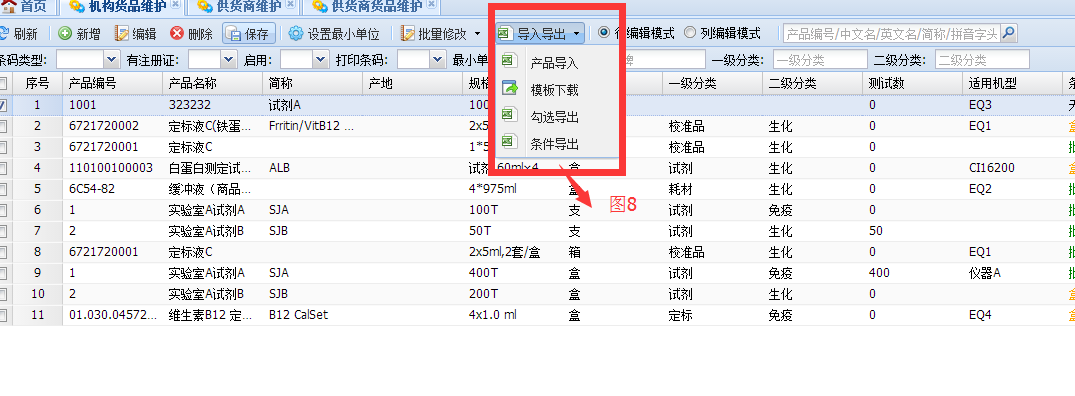 首页 机构货品维护 供货商维护 供货商货品维护
刷新 新增 编辑 删除 保存 设置最小单位 批量修改 导入导出 行编辑模式 列编辑模式 产品编号/中文名/英文名/简称/拼音字头
条码类型: 有注册证: 启用: 打印条码: 最小单 牌 一级分类: 一级分类 二级分类: 二级分类
产品导入
模板下载
勾选导出
条件导出
图8
序号 产品编号 产品名称 简称 产地 规格 一级分类 二级分类 测试数 适用机型
1 1001 323232 试剂A 100 0 EQ3
2 6721720002 定标液C(铁蛋... Frritin/VitB12 ... 2x5 校准品 生化 0 EQ1
3 6721720001 定标液C 1*5 校准品 生化 0
4 110100100003 白蛋白测定试... ALB 试剂 60ml×4 盒 试剂 生化 0 CI16200
5 6C54-82 缓冲液（商品... 4*975ml 盒 耗材 生化 0 EQ2
6 1 实验室A试剂A SJA 100T 支 试剂 免疫 0
7 2 实验室A试剂B SJB 50T 支 试剂 生化 50
8 6721720001 定标液C 2x5ml,2套/盒 箱 校准品 生化 0 EQ1
9 1 实验室A试剂A SJA 400T 盒 试剂 免疫 400 仪器A
10 2 实验室A试剂B SJB 200T 盒 试剂 生化 0
11 01.030.04572... 维生素B12 定... B12 CalSet 4x1.0 ml 盒 定标 免疫 0 EQ4